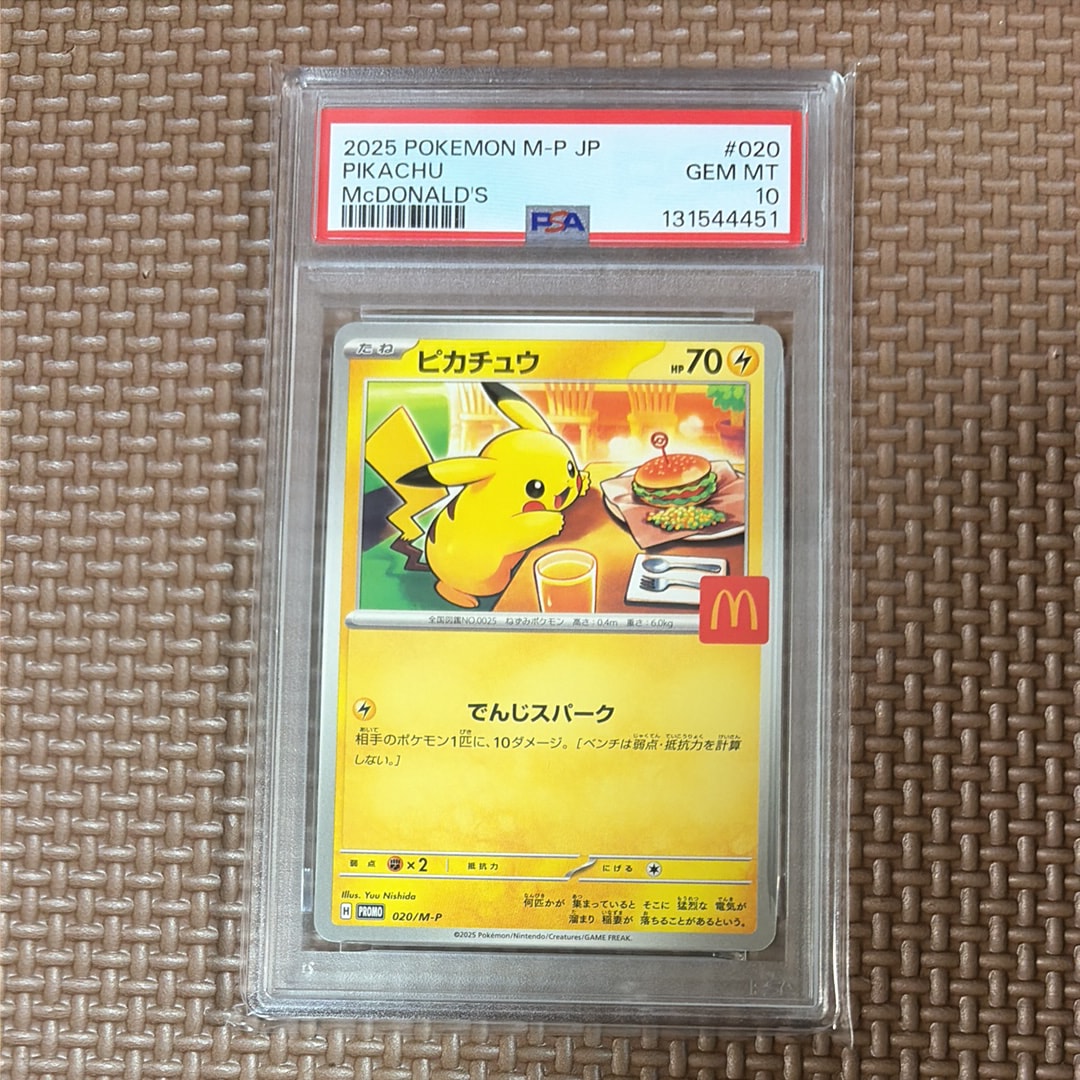 2025 POKEMON M-P JP #020
PIKACHU GEM MT
McDONALD'S 10
PSA 131544451
たね ピカチュウ HP70
全国図鑑NO.0025 ねずみポケモン 高さ:0.4m 重さ:6.0kg
でんじスパーク
相手のポケモン1匹に、10ダメージ。[ベンチは弱点・抵抗力を計算
しない。]
弱点 ×2 抵抗力 にげる
Illus. Yuu Nishida
何匹かが 集まっていると そこに 猛烈な 電気が
H PROMO 020/M-P 溜まり 稲妻が 落ちることがあるという。
©2025 Pokémon/Nintendo/Creatures/GAME FREAK.